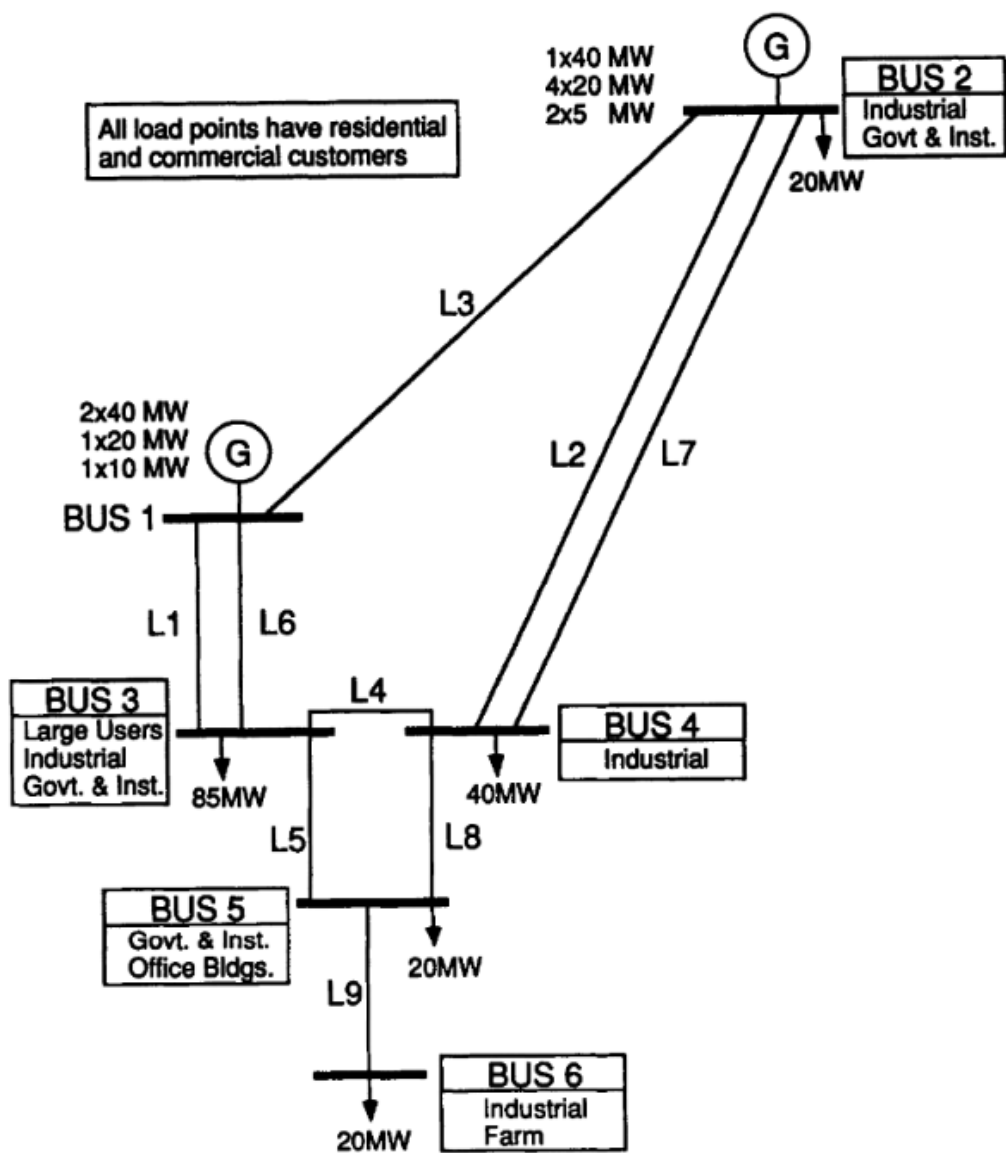 1x40 MW
4x20 MW
2x5 MW
G
BUS 2
Industrial
Govt & Inst.
20MW
All load points have residential
and commercial customers
L3
L2
L7
2x40 MW
1x20 MW
1x10 MW
G
BUS 1
L1
L6
BUS 3
Large Users
Industrial
Govt. & Inst.
85MW
L4
BUS 4
Industrial
40MW
L5
L8
BUS 5
Govt. & Inst.
Office Bldgs.
20MW
L9
BUS 6
Industrial
Farm
20MW